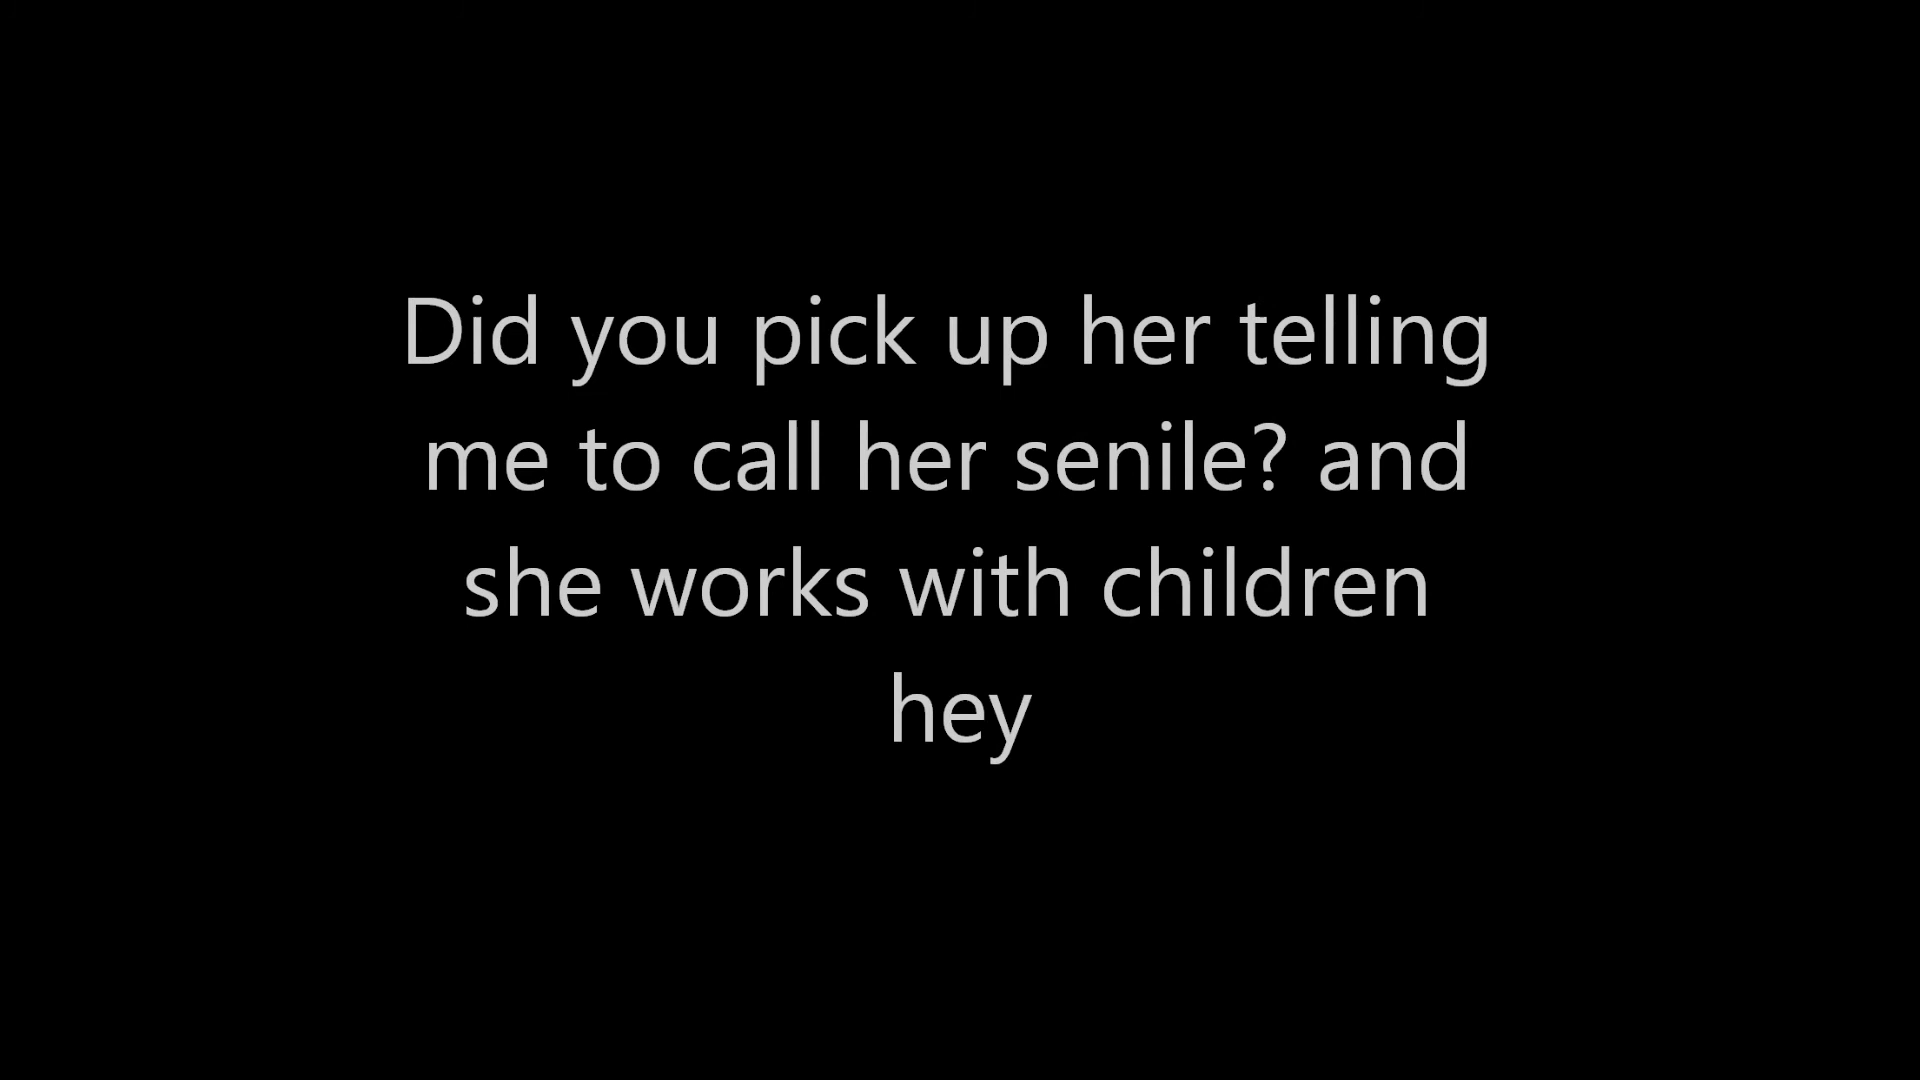 Did you pick up her telling
me to call her senile? and
she works with children
hey